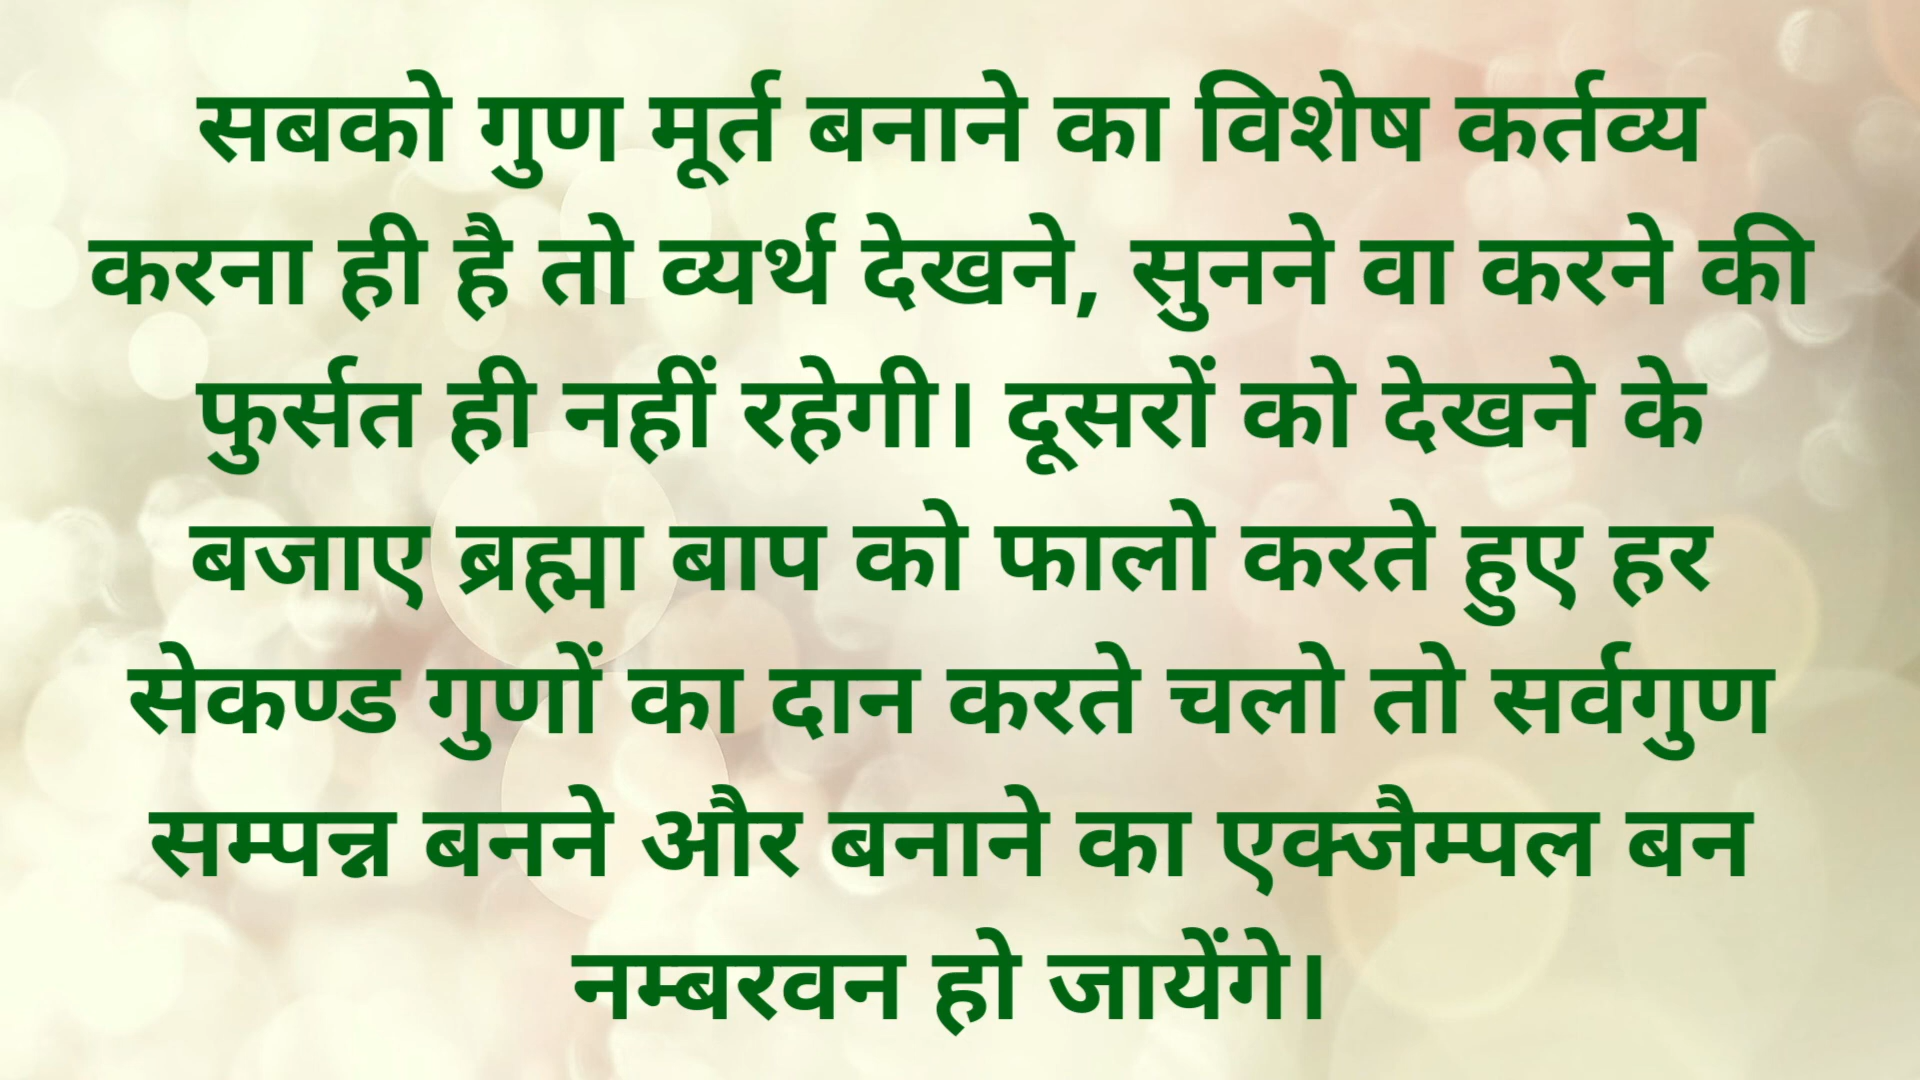 सबको गुण मूर्त बनाने का विशेष कर्तव्य
करना ही है तो व्यर्थ देखने, सुनने वा करने की
फुर्सत ही नहीं रहेगी। दूसरों को देखने के
बजाए ब्रह्मा बाप को फालो करते हुए हर
सेकण्ड गुणों का दान करते चलो तो सर्वगुण
सम्पन्न बनने और बनाने का एक्जैम्पल बन
नम्बरवन हो जायेंगे।